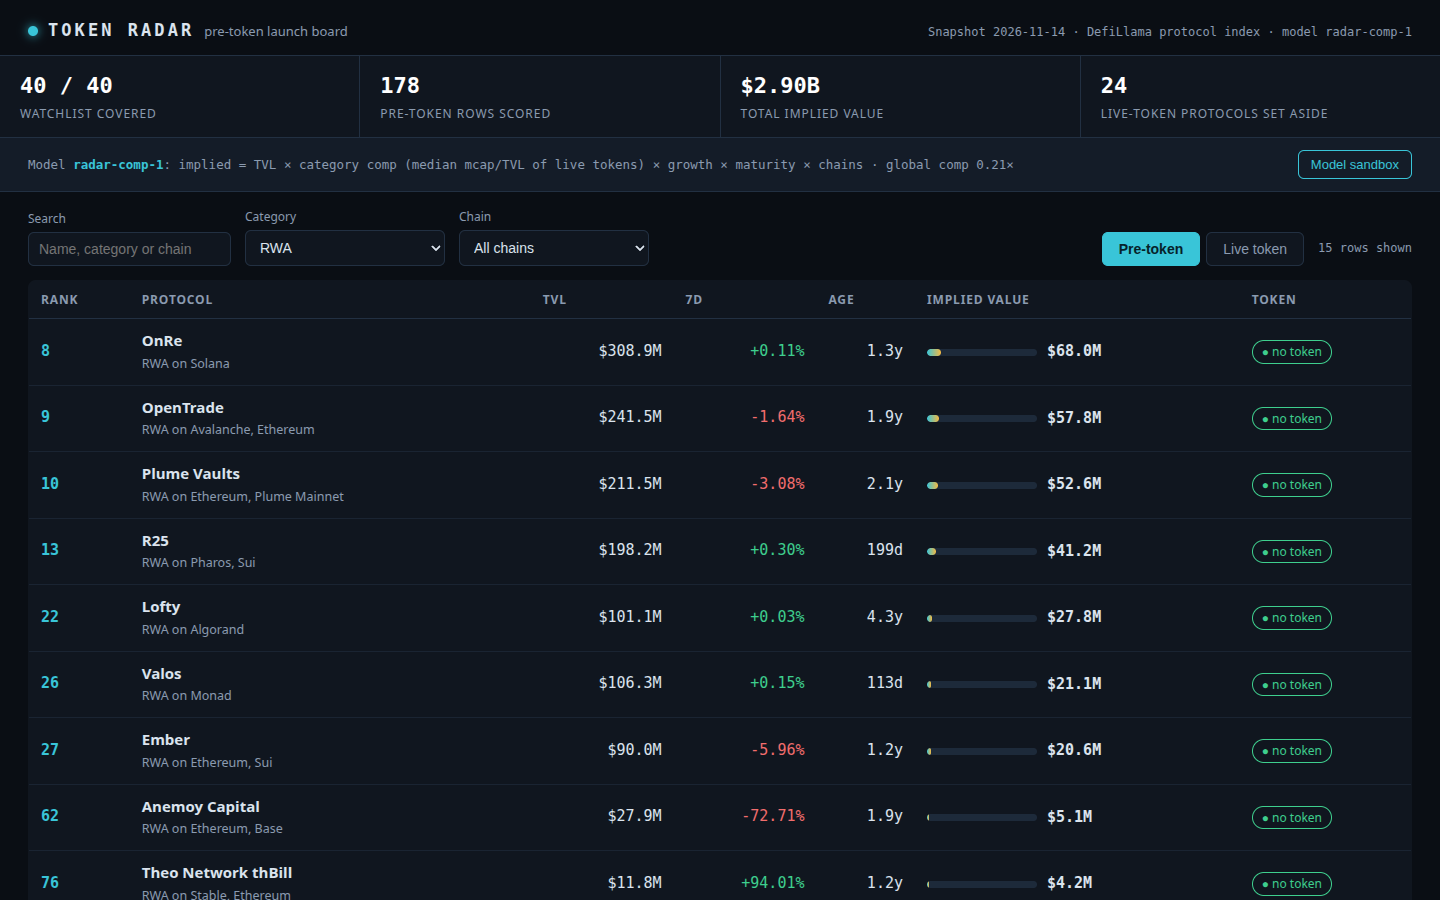 TOKEN RADAR pre-token launch board
Snapshot 2026-11-14 · DefiLlama protocol index · model radar-comp-1
40 / 40
WATCHLIST COVERED
178
PRE-TOKEN ROWS SCORED
$2.90B
TOTAL IMPLIED VALUE
24
LIVE-TOKEN PROTOCOLS SET ASIDE
Model radar-comp-1: implied = TVL × category comp (median mcap/TVL of live tokens) × growth × maturity × chains · global comp 0.21×
Model sandbox
Search
Name, category or chain
Category
RWA
Chain
All chains
Pre-token
Live token
15 rows shown
RANK PROTOCOL TVL 7D AGE IMPLIED VALUE TOKEN
8 OnRe $308.9M +0.11% 1.3y $68.0M ● no token
RWA on Solana
9 OpenTrade $241.5M -1.64% 1.9y $57.8M ● no token
RWA on Avalanche, Ethereum
10 Plume Vaults $211.5M -3.08% 2.1y $52.6M ● no token
RWA on Ethereum, Plume Mainnet
13 R25 $198.2M +0.30% 199d $41.2M ● no token
RWA on Pharos, Sui
22 Lofty $101.1M +0.03% 4.3y $27.8M ● no token
RWA on Algorand
26 Valos $106.3M +0.15% 113d $21.1M ● no token
RWA on Monad
27 Ember $90.0M -5.96% 1.2y $20.6M ● no token
RWA on Ethereum, Sui
62 Anemoy Capital $27.9M -72.71% 1.9y $5.1M ● no token
RWA on Ethereum, Base
76 Theo Network thBill $11.8M +94.01% 1.2y $4.2M ● no token
RWA on Stable, Ethereum